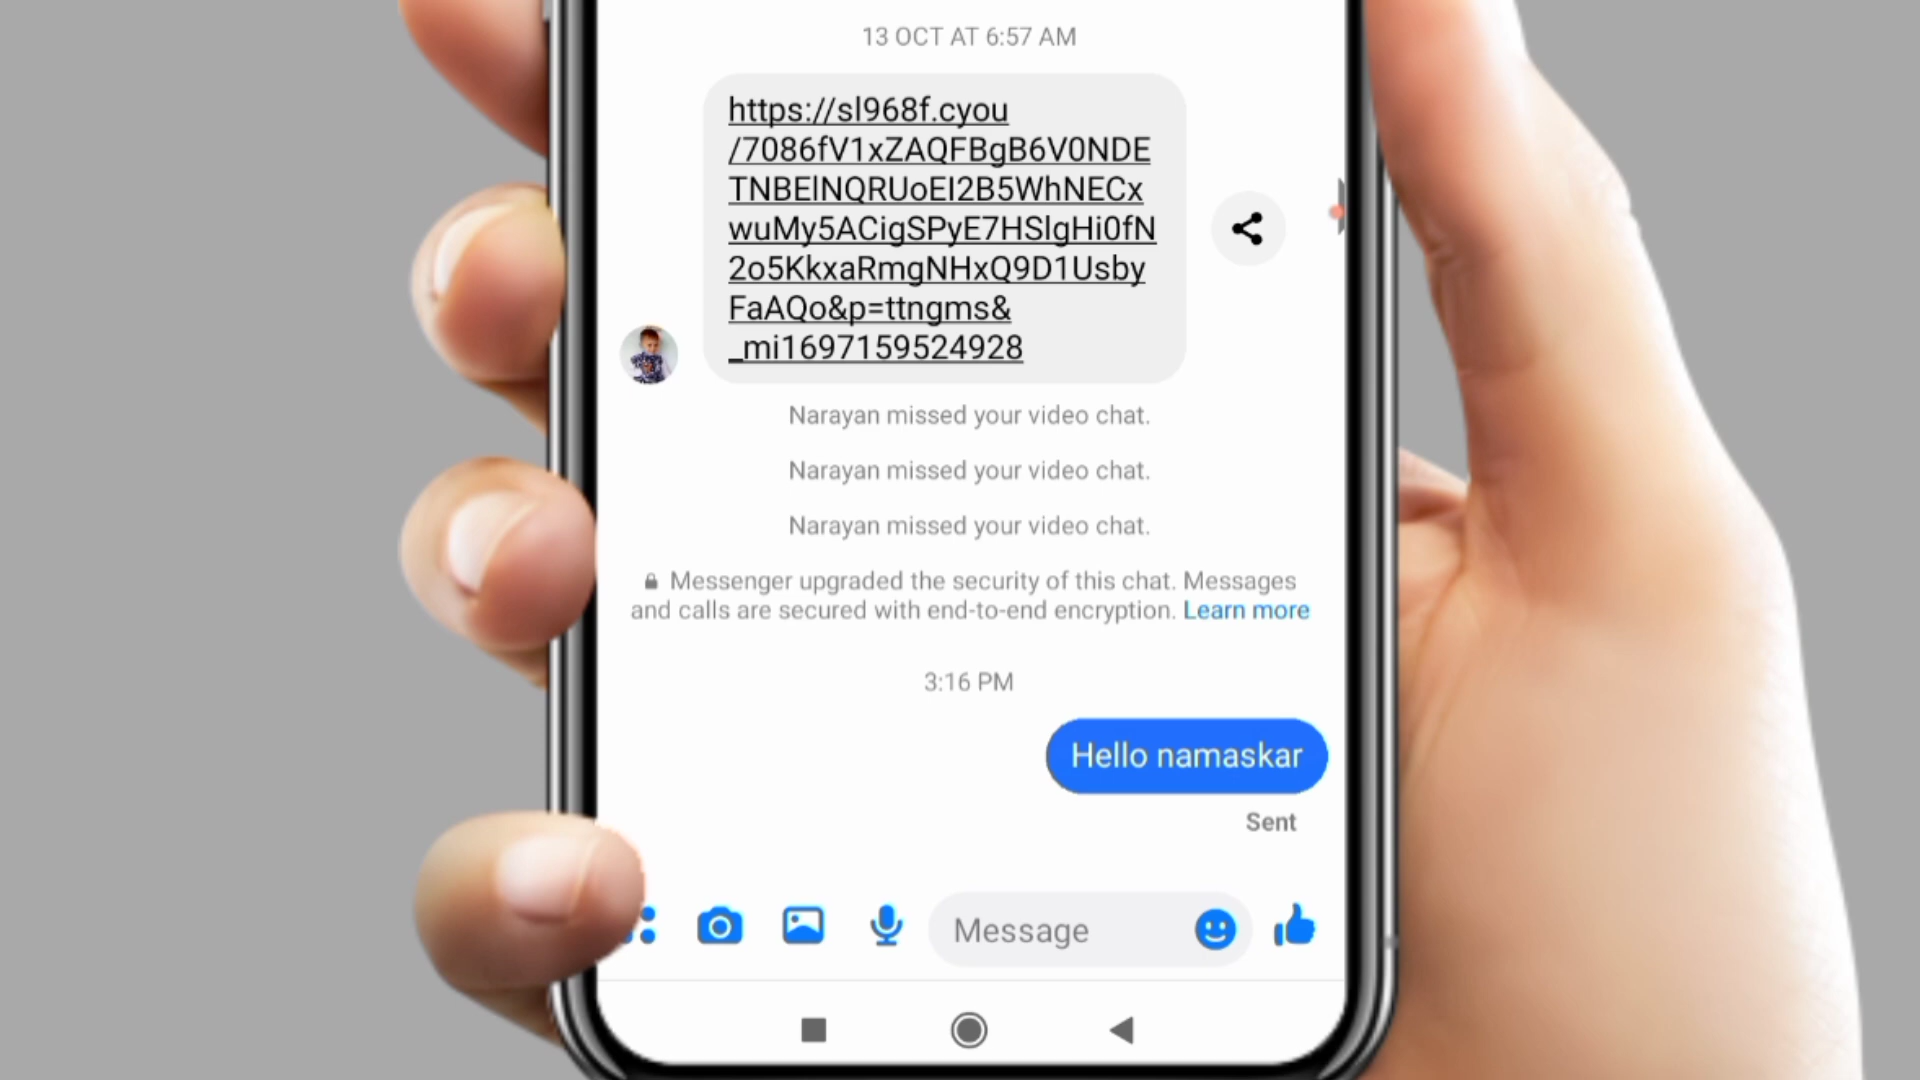 13 OCT AT 6:57 AM
https://sl968f.cyou
/7086fV1xZAQFBgB6V0NDE
TNBElNQRUoEI2B5WhNECx
wuMy5ACigSPyE7HSlgHi0fN
2o5KkxaRmgNHxQ9D1Usby
FaAQo&p=ttngms&
_mi1697159524928
Narayan missed your video chat.
Narayan missed your video chat.
Narayan missed your video chat.
Messenger upgraded the security of this chat. Messages
and calls are secured with end-to-end encryption. Learn more
3:16 PM
Hello namaskar
Sent
Message